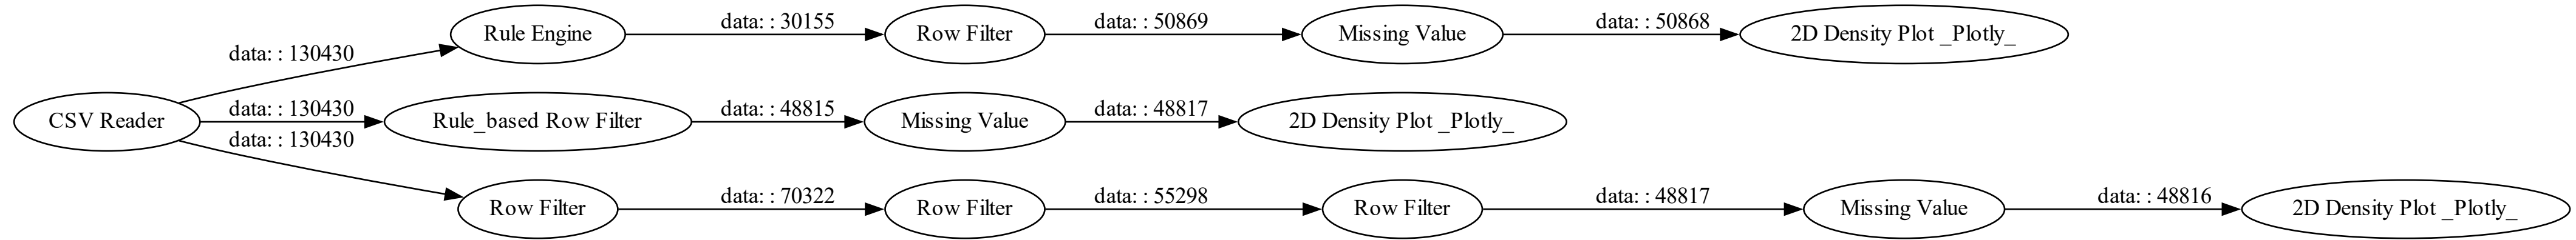 Rule Engine
data: : 30155
Row Filter
data: : 50869
Missing Value
data: : 50868
2D Density Plot _Plotly_
data: : 130430
CSV Reader
data: : 130430
Rule_based Row Filter
data: : 48815
Missing Value
data: : 48817
2D Density Plot _Plotly_
data: : 130430
Row Filter
data: : 70322
Row Filter
data: : 55298
Row Filter
data: : 48817
Missing Value
data: : 48816
2D Density Plot _Plotly_